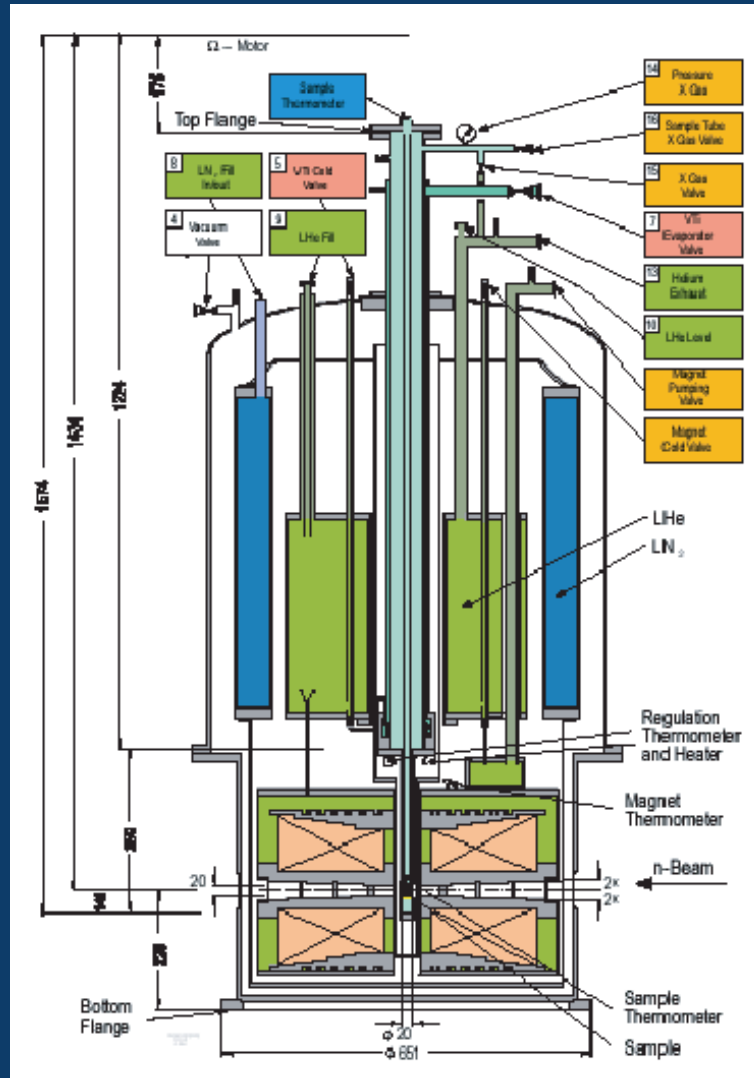 Ω – Motor
Sample
Thermometer
Top Flange
14
Pressure
X Gas
16
Sample Tube
X Gas Valve
15
X Gas
Valve
7
VTI
Evaporator
Valve
13
Helium
Exhaust
10
LHe Level
Magnet
Pumping
Valve
Magnet
Cold Valve
8
LN₂ Fill
In/out
5
VTI Cold
Valve
4
Vacuum
Valve
9
LHe Fill
LHe
LN₂
Regulation
Thermometer
and Heater
Magnet
Thermometer
n-Beam
20
2x
2x
Bottom
Flange
Φ 20
Φ 651
Sample
Thermometer
Sample